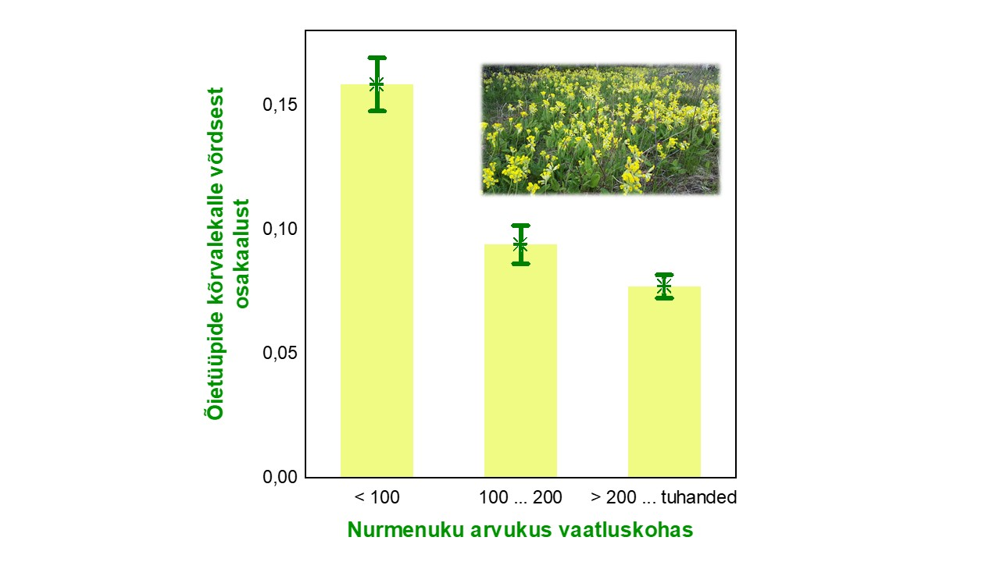 Õietüüpide kõrvalekalle võrdsest
osakaalust
0,15
0,10
0,05
0,00
< 100
100 ... 200
> 200 ... tuhanded
Nurmenuku arvukus vaatluskohas